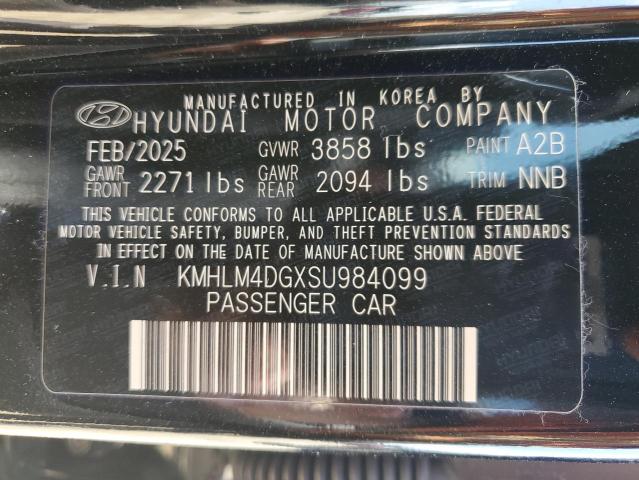 MANUFACTURED IN KOREA BY
HYUNDAI MOTOR COMPANY
FEB/2025 GVWR 3858 lbs PAINT A2B
GAWR FRONT 2271 lbs GAWR REAR 2094 lbs TRIM NNB
THIS VEHICLE CONFORMS TO ALL APPLICABLE U.S.A. FEDERAL
MOTOR VEHICLE SAFETY, BUMPER, AND THEFT PREVENTION STANDARDS
IN EFFECT ON THE DATE OF MANUFACTURE SHOWN ABOVE
V.I.N KMHLM4DGXSU984099
PASSENGER CAR